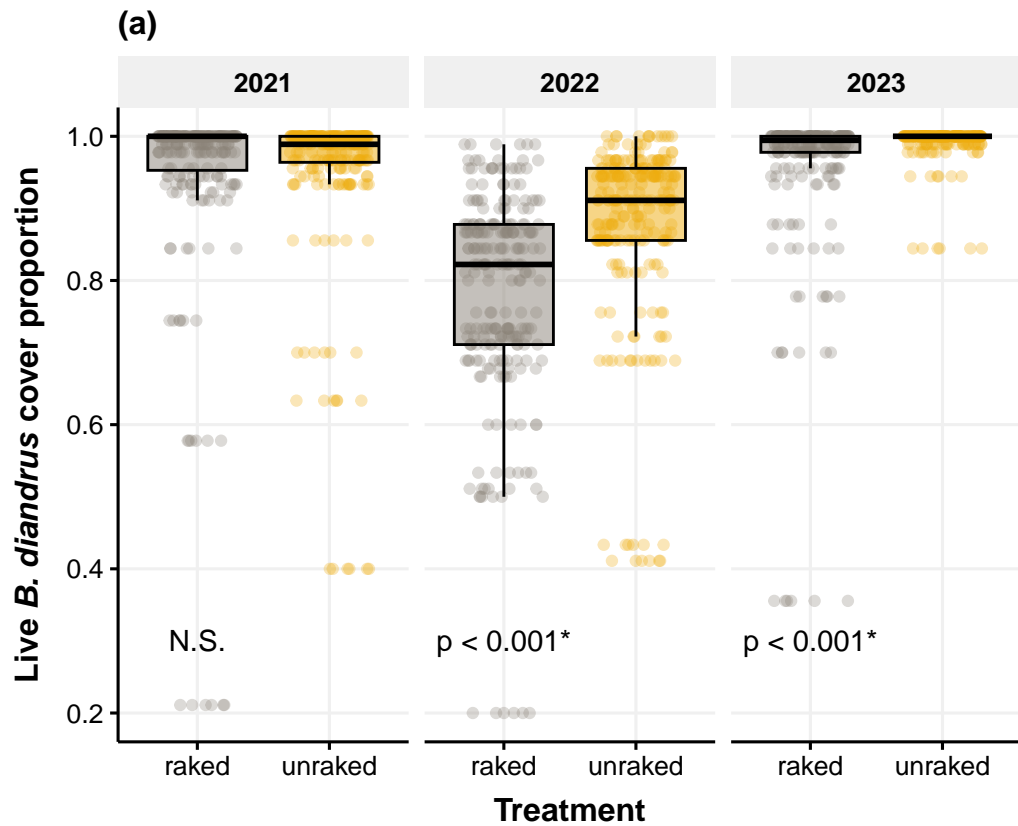 (a)
2021 2022 2023
Live B. diandrus cover proportion
1.0
0.8
0.6
0.4
0.2
N.S. p < 0.001* p < 0.001*
raked unraked raked unraked raked unraked
Treatment